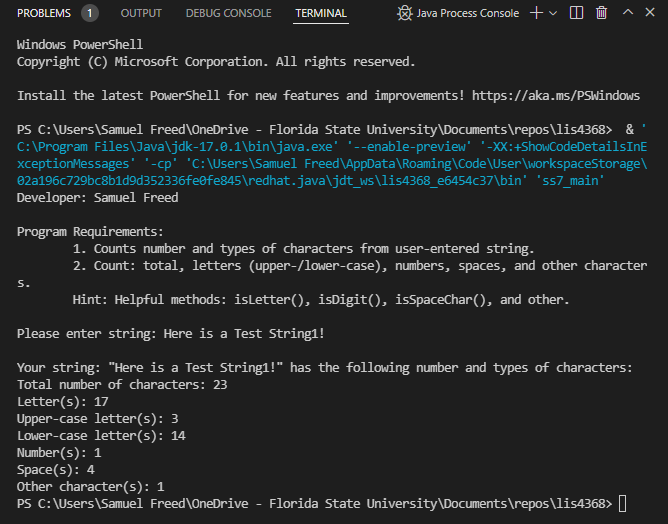 PROBLEMS 1 OUTPUT DEBUG CONSOLE TERMINAL Java Process Console
Windows PowerShell
Copyright (C) Microsoft Corporation. All rights reserved.
Install the latest PowerShell for new features and improvements! https://aka.ms/PSWindows
PS C:\Users\Samuel Freed\OneDrive - Florida State University\Documents\repos\lis4368>  & '
C:\Program Files\Java\jdk-17.0.1\bin\java.exe' '--enable-preview' '-XX:+ShowCodeDetailsInE
xceptionMessages' '-cp' 'C:\Users\Samuel Freed\AppData\Roaming\Code\User\workspaceStorage\
02a196c729bc8b1d9d352336fe0fe845\redhat.java\jdt_ws\lis4368_e6454c37\bin' 'ss7_main'
Developer: Samuel Freed
Program Requirements:
1. Counts number and types of characters from user-entered string.
2. Count: total, letters (upper-/lower-case), numbers, spaces, and other character
s.
Hint: Helpful methods: isLetter(), isDigit(), isSpaceChar(), and other.
Please enter string: Here is a Test String1!
Your string: "Here is a Test String1!" has the following number and types of characters:
Total number of characters: 23
Letter(s): 17
Upper-case letter(s): 3
Lower-case letter(s): 14
Number(s): 1
Space(s): 4
Other character(s): 1
PS C:\Users\Samuel Freed\OneDrive - Florida State University\Documents\repos\lis4368>